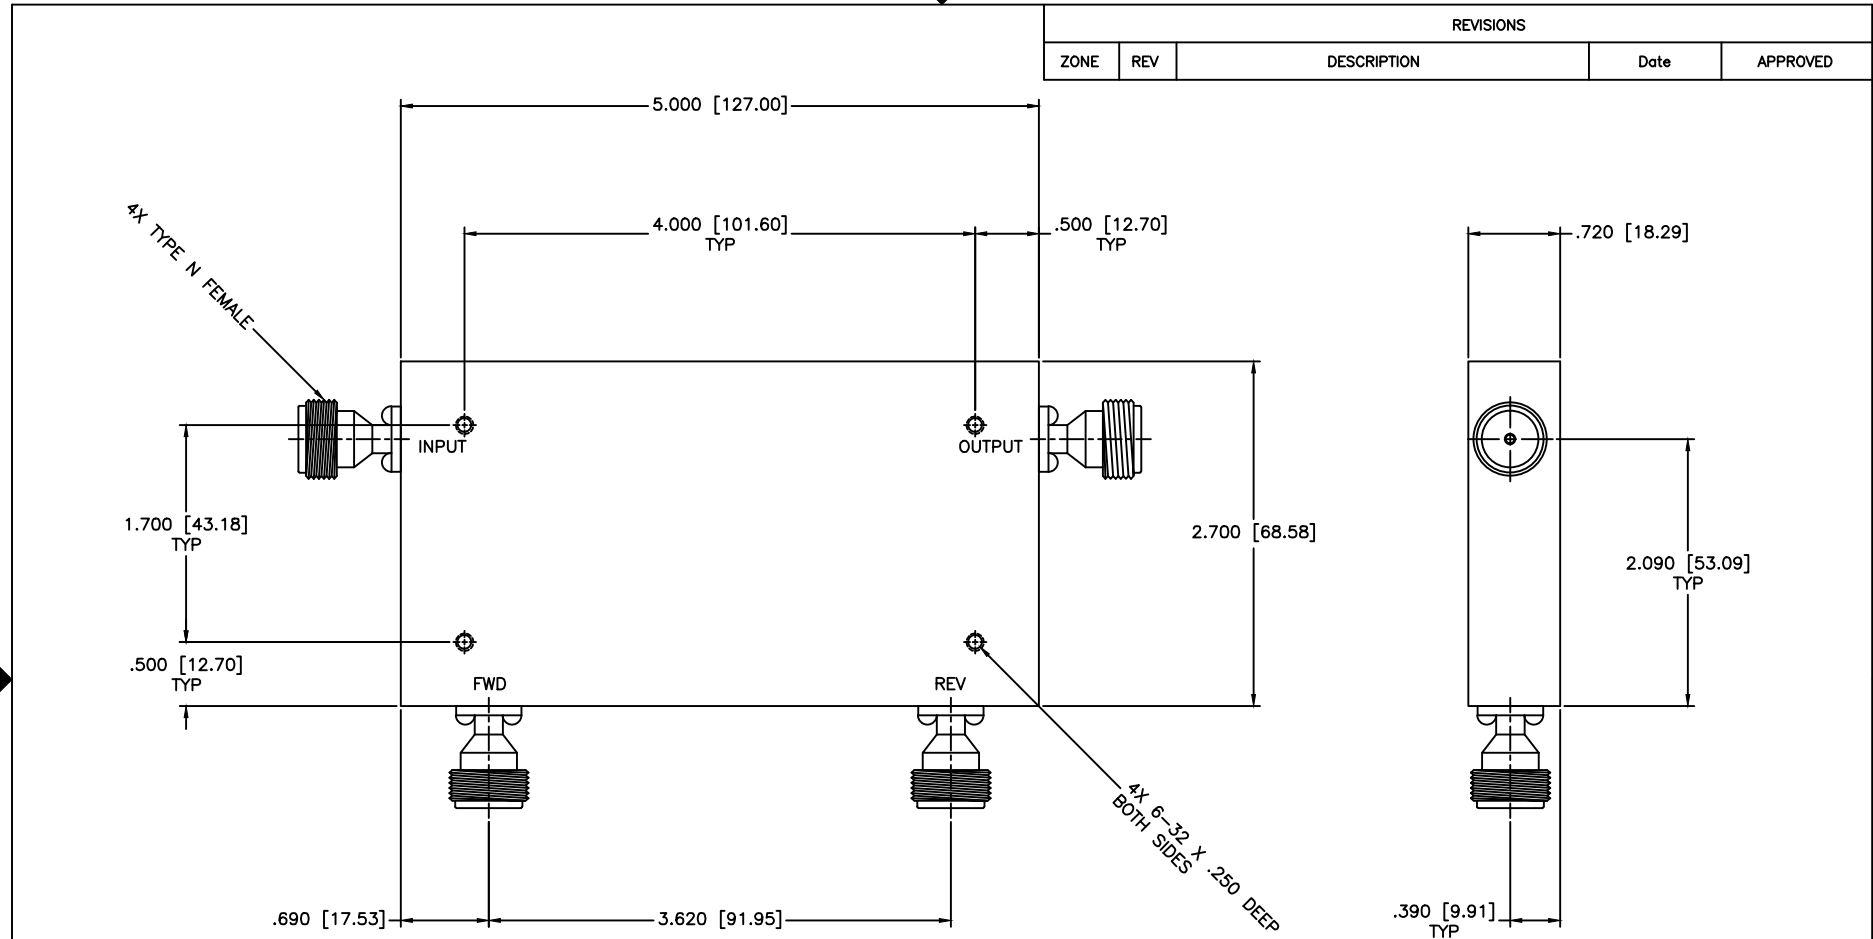 REVISIONS
ZONE REV DESCRIPTION Date APPROVED
5.000 [127.00]
4X TYPE N FEMALE
4.000 [101.60]
TYP
.500 [12.70]
TYP
.720 [18.29]
INPUT
OUTPUT
1.700 [43.18]
TYP
2.700 [68.58]
2.090 [53.09]
TYP
.500 [12.70]
TYP
FWD
REV
4X 6-32 X .250 DEEP
BOTH SIDES
.690 [17.53]
3.620 [91.95]
.390 [9.91]
TYP